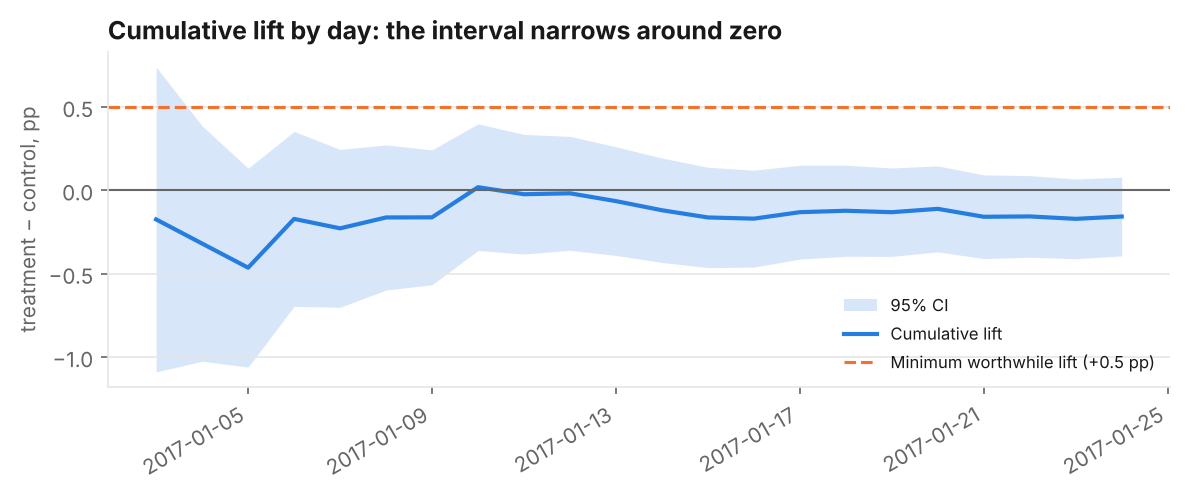 Cumulative lift by day: the interval narrows around zero
treatment − control, pp
0.5
0.0
−0.5
−1.0
95% CI
Cumulative lift
Minimum worthwhile lift (+0.5 pp)
2017-01-05
2017-01-09
2017-01-13
2017-01-17
2017-01-21
2017-01-25